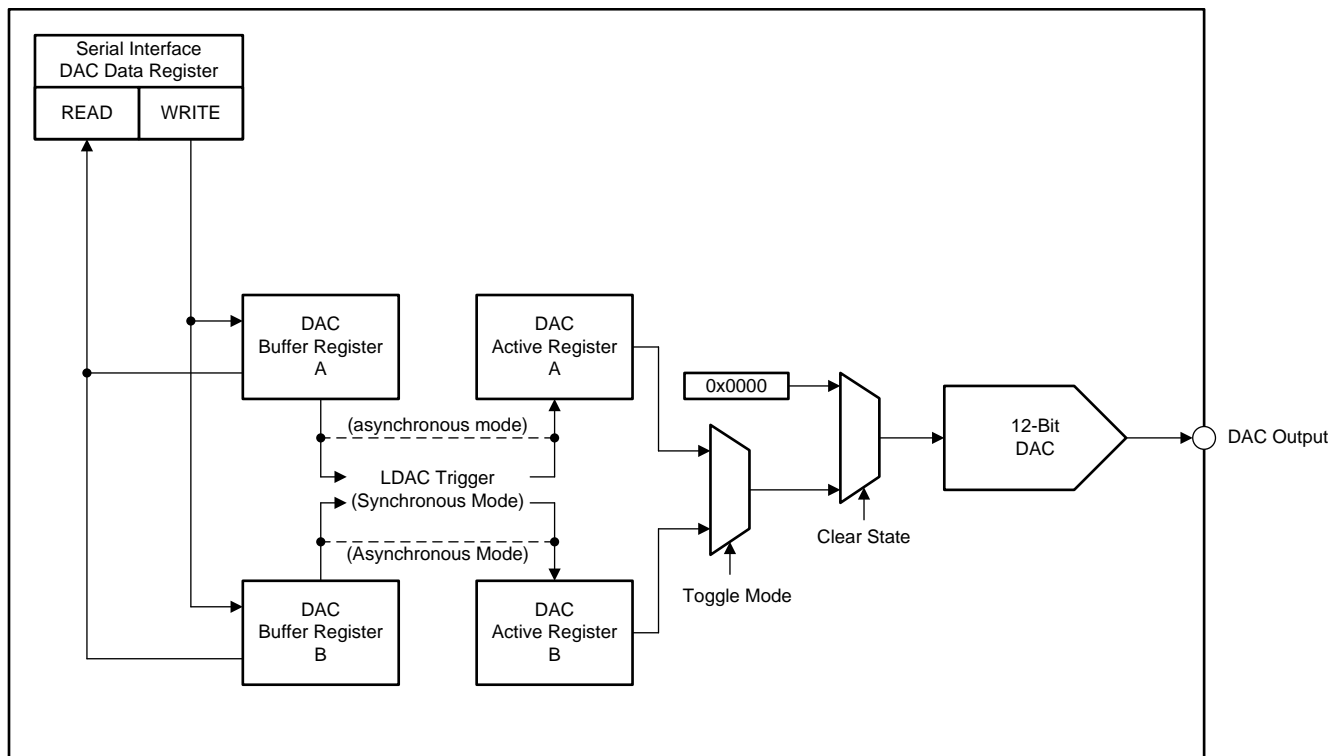 Serial Interface
DAC Data Register
READ
WRITE
DAC
Buffer Register
A
DAC
Active Register
A
(asynchronous mode)
LDAC Trigger
(Synchronous Mode)
(Asynchronous Mode)
DAC
Buffer Register
B
DAC
Active Register
B
0x0000
Toggle Mode
Clear State
12-Bit
DAC
DAC Output